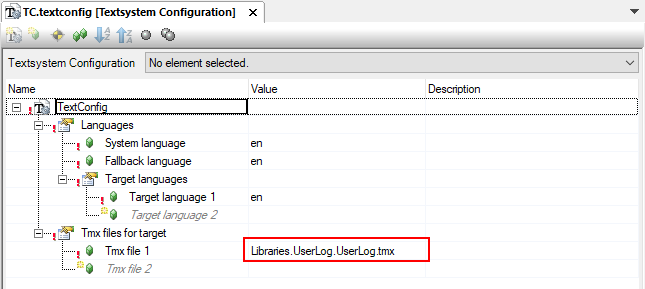 TC.textconfig [Textsystem Configuration]
Textsystem Configuration No element selected.
Name Value Description
TextConfig
Languages
System language en
Fallback language en
Target languages
Target language 1 en
Target language 2
Tmx files for target
Tmx file 1 Libraries.UserLog.UserLog.tmx
Tmx file 2